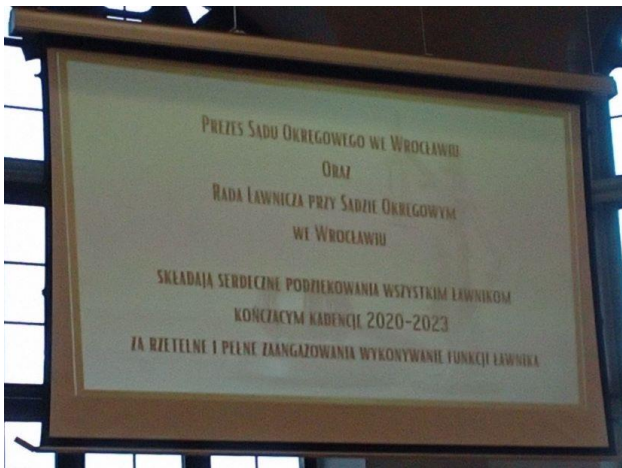 PREZES SĄDU OKRĘGOWEGO WE WROCŁAWIU
ORAZ
RADA ŁAWNICZA PRZY SĄDZIE OKRĘGOWYM
WE WROCŁAWIU
SKŁADAJĄ SERDECZNE PODZIĘKOWANIA WSZYSTKIM ŁAWNIKOM
KOŃCZĄCYM KADENCJĘ 2020-2023
ZA RZETELNE I PEŁNE ZAANGAŻOWANIA WYKONYWANIE FUNKCJI ŁAWNIKA